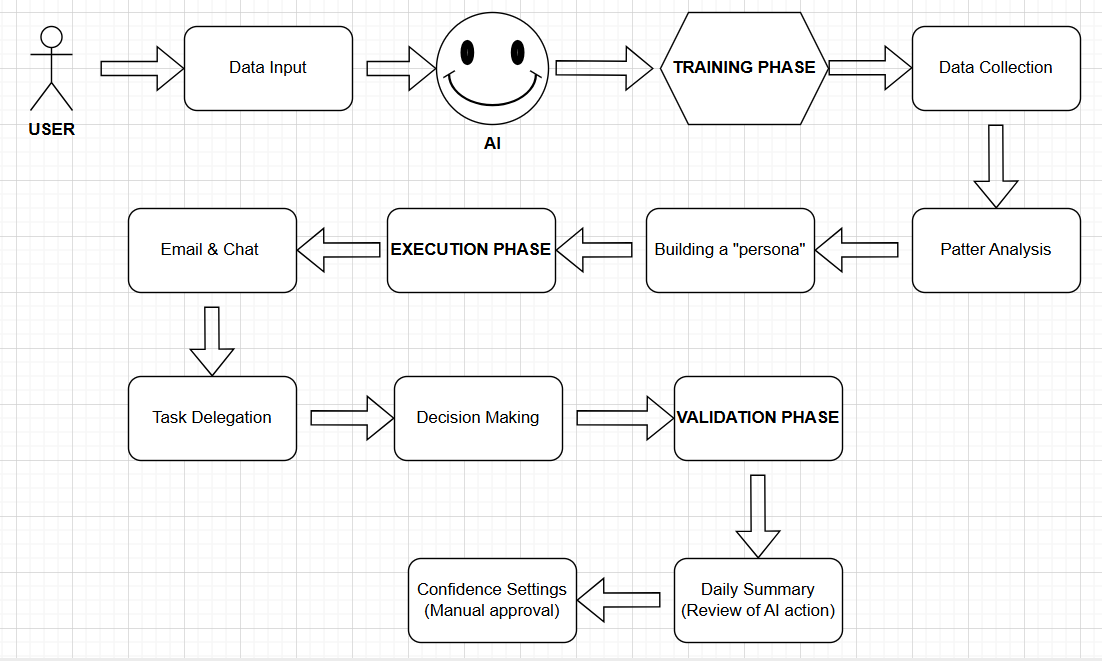 Data Input
TRAINING PHASE
Data Collection
USER
AI
Email & Chat
EXECUTION PHASE
Building a "persona"
Patter Analysis
Task Delegation
Decision Making
VALIDATION PHASE
Confidence Settings
(Manual approval)
Daily Summary
(Review of AI action)